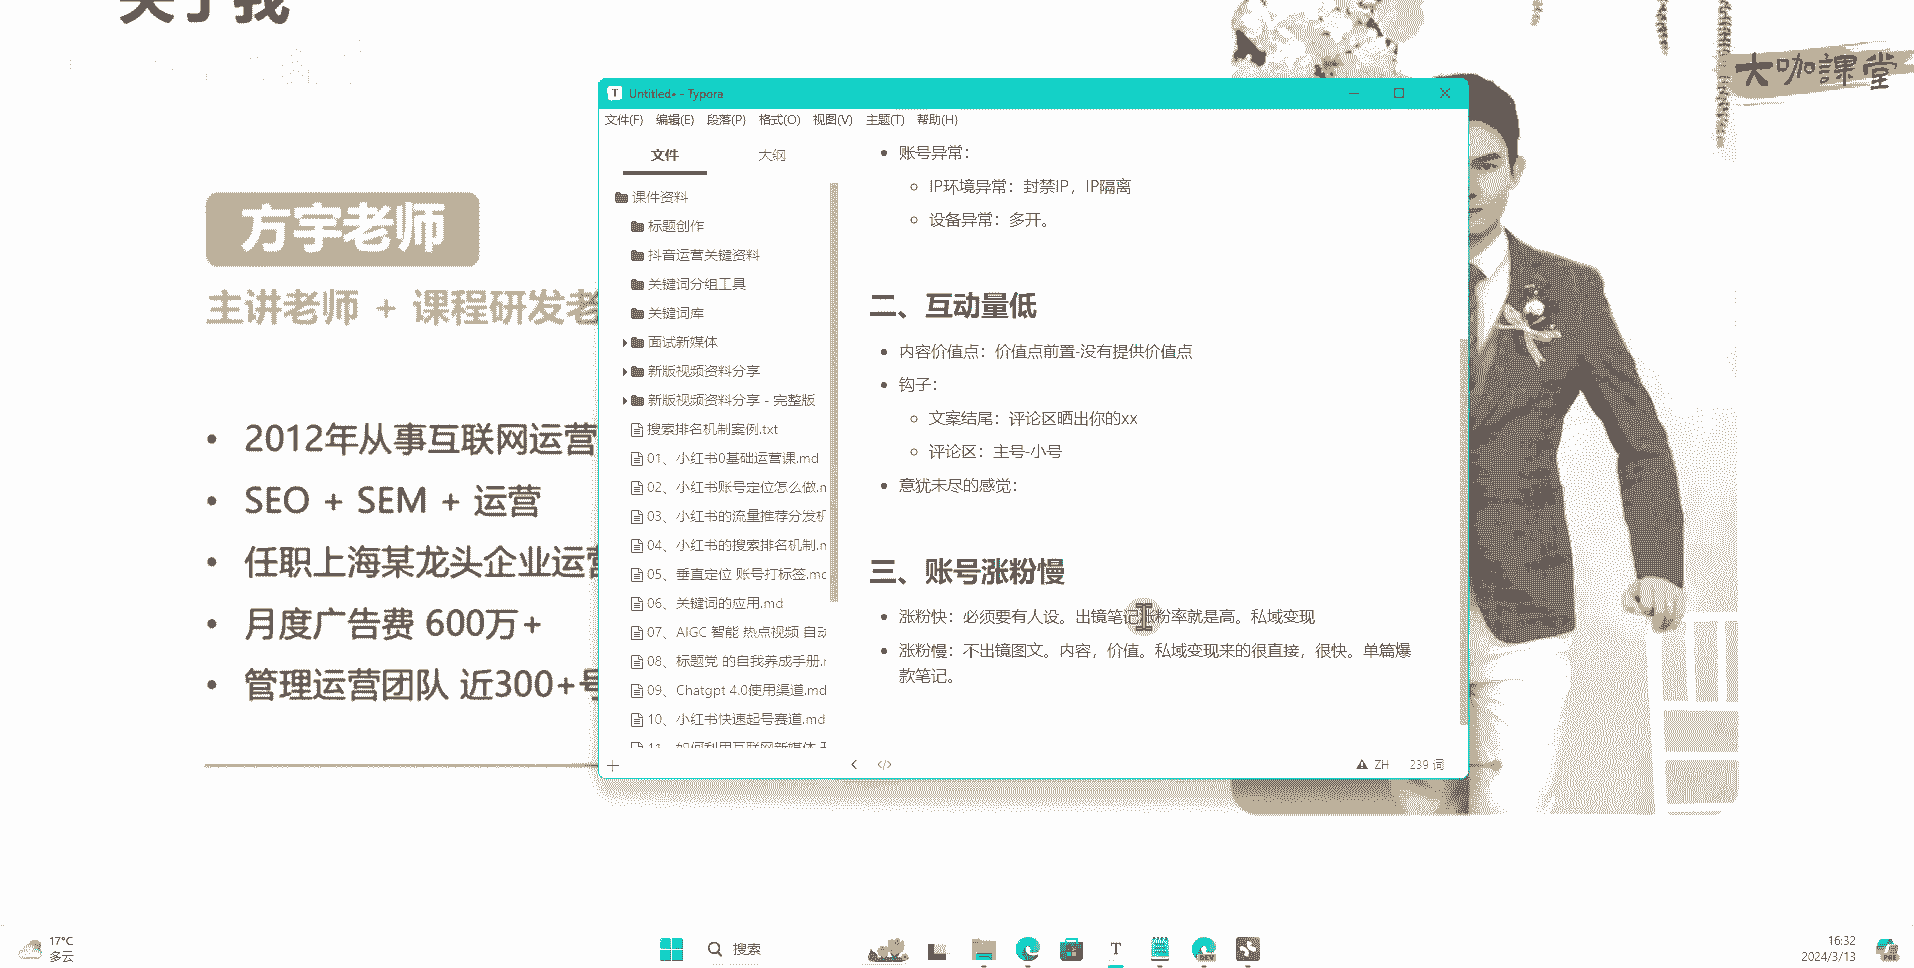 关于我
大咖課堂
方宇老师
主讲老师 + 课程研发老
2012年从事互联网运营
SEO + SEM + 运营
任职上海某龙头企业运营
月度广告费 600万+
管理运营团队 近300+号
Untitled• - Typora
文件(F) 编辑(E) 段落(P) 格式(O) 视图(V) 主题(T) 帮助(H)
文件 大纲
课件资料
标题创作
抖音运营关键资料
关键词分组工具
关键词库
面试新媒体
新版视频资料分享
新版视频资料分享 - 完整版
搜索排名机制案例.txt
01、小红书0基础运营课.md
02、小红书账号定位怎么做.m
03、小红书的流量推荐分发机
04、小红书的搜索排名机制.m
05、垂直定位 账号打标签.md
06、关键词的应用.md
07、AIGC 智能 热点视频 自动
08、标题党 的自我养成手册.m
09、Chatgpt 4.0使用渠道.md
10、小红书快速起号赛道.md
11、如何利用互联网新媒体
账号异常：
IP环境异常：封禁IP，IP隔离
设备异常：多开。
二、互动量低
内容价值点：价值点前置-没有提供价值点
钩子：
文案结尾：评论区晒出你的xx
评论区：主号-小号
意犹未尽的感觉：
三、账号涨粉慢
涨粉快：必须要有人设。出镜笔记涨粉率就是高。私域变现
涨粉慢：不出镜图文。内容，价值。私域变现来的很直接，很快。单篇爆
款笔记。
ZH 239 词
17°C
多云
搜索
T
DEV
16:32
2024/3/13
PRE